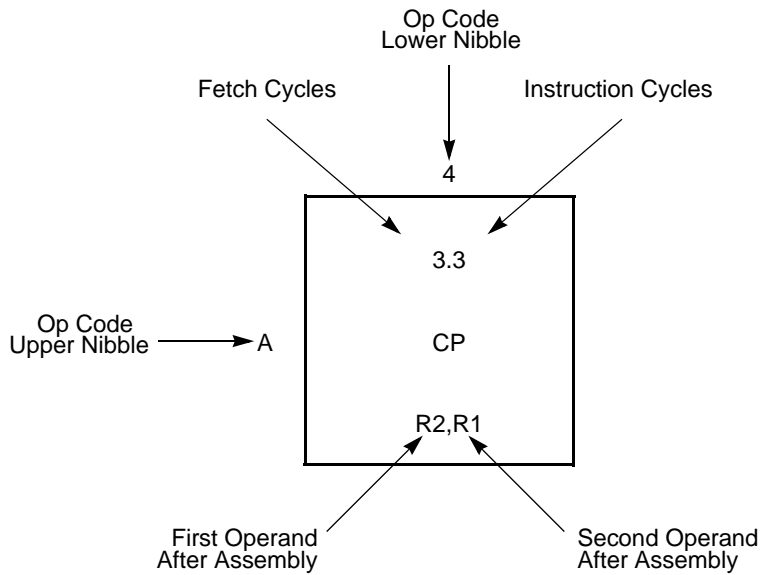 Op Code
Lower Nibble
Fetch Cycles
Instruction Cycles
4
3.3
Op Code
Upper Nibble
A
CP
R2,R1
First Operand
After Assembly
Second Operand
After Assembly